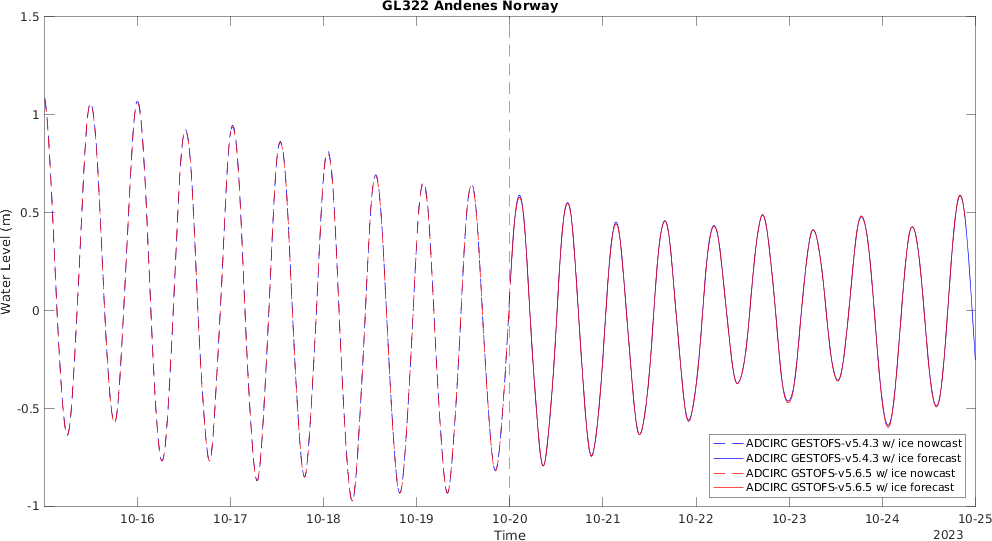 GL322 Andenes Norway
1.5
1
0.5
0
-0.5
-1
Water Level (m)
ADCIRC GESTOFS-v5.4.3 w/ ice nowcast
ADCIRC GESTOFS-v5.4.3 w/ ice forecast
ADCIRC GSTOFS-v5.6.5 w/ ice nowcast
ADCIRC GSTOFS-v5.6.5 w/ ice forecast
10-16 10-17 10-18 10-19 10-20 10-21 10-22 10-23 10-24 10-25
Time
2023